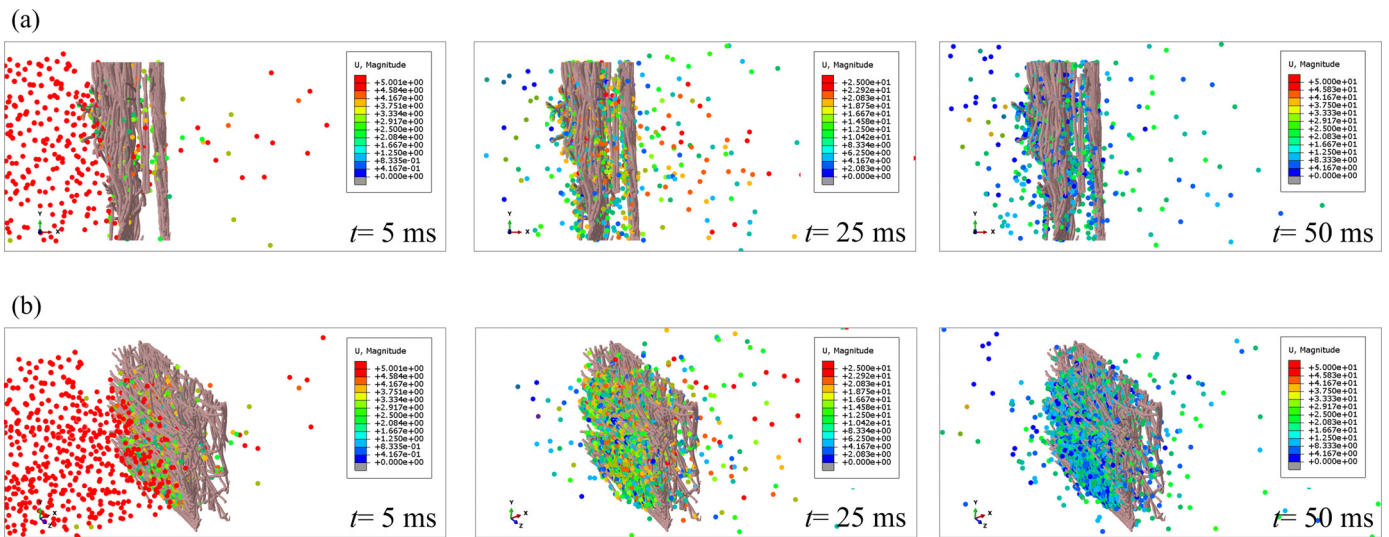 (a)
U, Magnitude
+5.001e+00
+4.584e+00
+4.167e+00
+3.751e+00
+3.334e+00
+2.917e+00
+2.500e+00
+2.084e+00
+1.667e+00
+1.250e+00
+8.335e-01
+4.167e-01
+0.000e+00
Y
X
t= 5 ms
U, Magnitude
+2.500e+01
+2.292e+01
+2.083e+01
+1.875e+01
+1.667e+01
+1.458e+01
+1.250e+01
+1.042e+01
+8.334e+00
+6.250e+00
+4.167e+00
+2.083e+00
+0.000e+00
Y
X
t= 25 ms
U, Magnitude
+5.000e+01
+4.583e+01
+4.167e+01
+3.750e+01
+3.333e+01
+2.917e+01
+2.500e+01
+2.083e+01
+1.667e+01
+1.250e+01
+8.333e+00
+4.167e+00
+0.000e+00
Y
X
t= 50 ms
(b)
U, Magnitude
+5.001e+00
+4.584e+00
+4.167e+00
+3.751e+00
+3.334e+00
+2.917e+00
+2.500e+00
+2.084e+00
+1.667e+00
+1.250e+00
+8.335e-01
+4.167e-01
+0.000e+00
X
Z
t= 5 ms
U, Magnitude
+2.500e+01
+2.292e+01
+2.083e+01
+1.875e+01
+1.667e+01
+1.458e+01
+1.250e+01
+1.042e+01
+8.334e+00
+6.250e+00
+4.167e+00
+2.083e+00
+0.000e+00
Y
X
Z
t= 25 ms
U, Magnitude
+5.000e+01
+4.583e+01
+4.167e+01
+3.750e+01
+3.333e+01
+2.917e+01
+2.500e+01
+2.083e+01
+1.667e+01
+1.250e+01
+8.333e+00
+4.167e+00
+0.000e+00
Y
X
Z
t= 50 ms